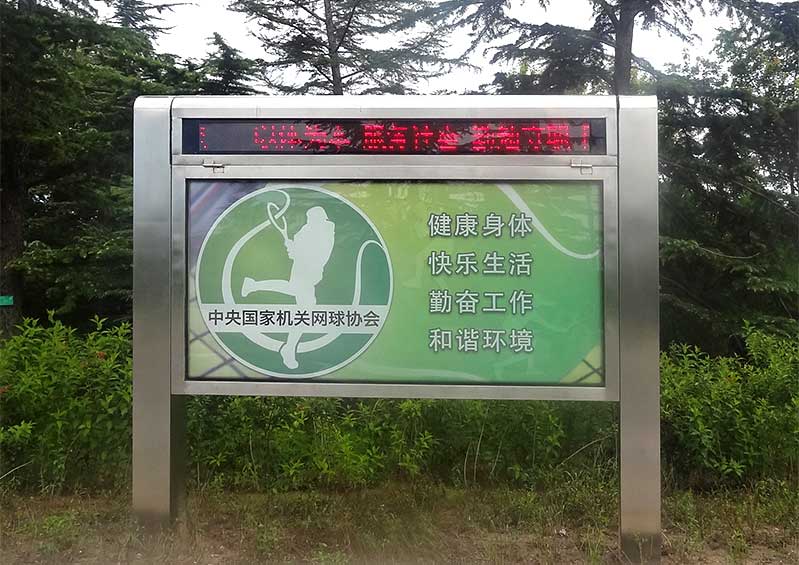 中央国家机关网球协会
健康身体
快乐生活
勤奋工作
和谐环境